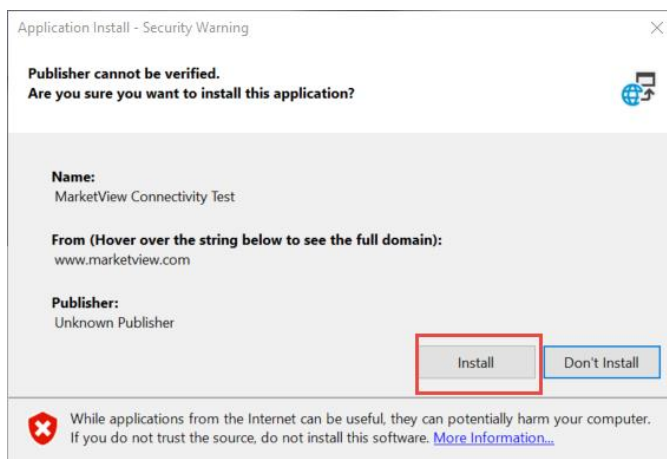 Application Install - Security Warning
Publisher cannot be verified.
Are you sure you want to install this application?
Name:
MarketView Connectivity Test
From (Hover over the string below to see the full domain):
www.marketview.com
Publisher:
Unknown Publisher
Install
Don't Install
While applications from the Internet can be useful, they can potentially harm your computer.
If you do not trust the source, do not install this software. More Information...